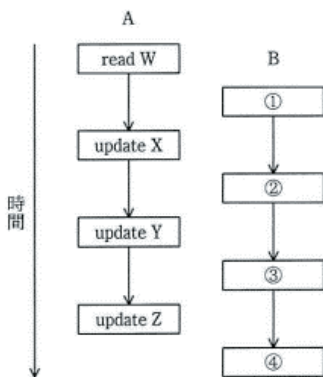 A
B
read W
①
update X
②
update Y
③
update Z
④
時間